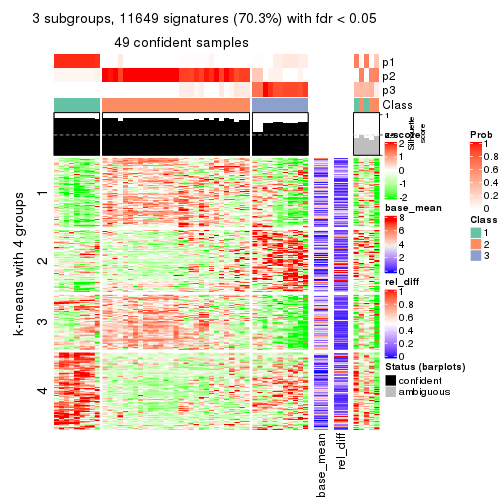 3 subgroups, 11649 signatures (70.3%) with fdr < 0.05
49 confident samples
p1
p2
p3
Class
1
Silhouette
score
z-score
2
1
0
-1
-2
base_mean
8
6
4
2
0
rel_diff
1
0.8
0.6
0.4
0.2
0
Prob
1
0.8
0.6
0.4
0.2
0
Class
1
2
3
Status (barplots)
confident
ambiguous
k-means with 4 groups
1
2
3
4
base_mean
rel_diff